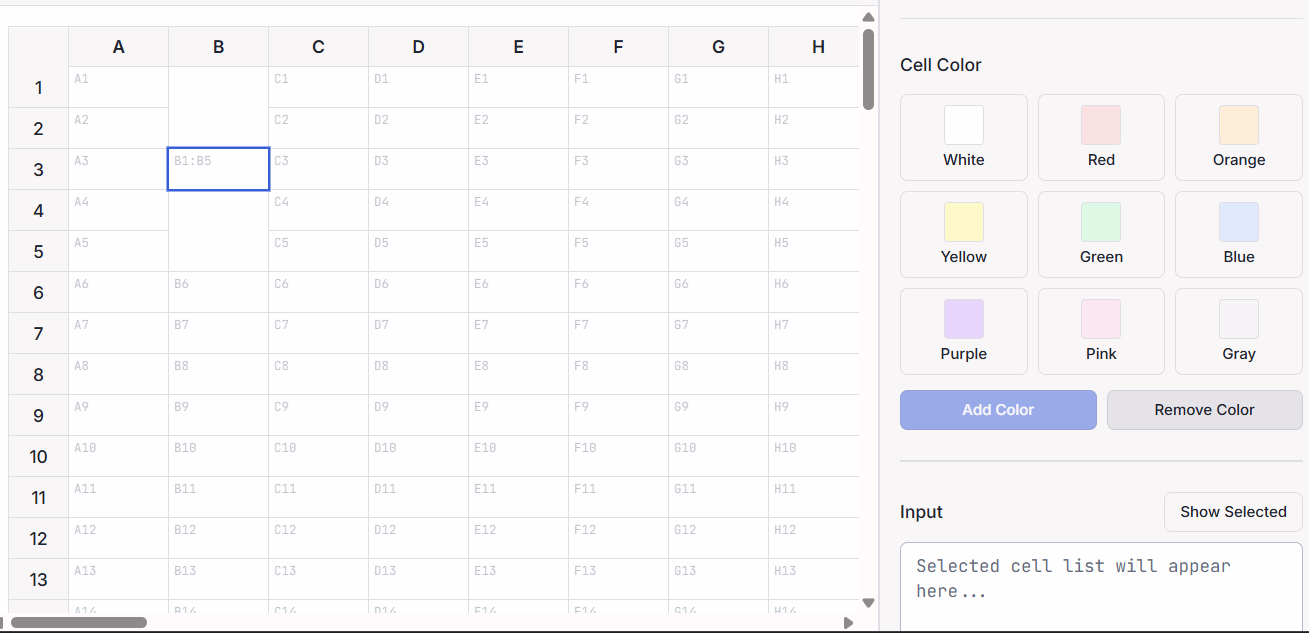 A B C D E F G H
1 A1 C1 D1 E1 F1 G1 H1
2 A2 C2 D2 E2 F2 G2 H2
3 A3 B1:B5 C3 D3 E3 F3 G3 H3
4 A4 C4 D4 E4 F4 G4 H4
5 A5 C5 D5 E5 F5 G5 H5
6 A6 B6 C6 D6 E6 F6 G6 H6
7 A7 B7 C7 D7 E7 F7 G7 H7
8 A8 B8 C8 D8 E8 F8 G8 H8
9 A9 B9 C9 D9 E9 F9 G9 H9
10 A10 B10 C10 D10 E10 F10 G10 H10
11 A11 B11 C11 D11 E11 F11 G11 H11
12 A12 B12 C12 D12 E12 F12 G12 H12
13 A13 B13 C13 D13 E13 F13 G13 H13
A14 B14 C14 D14 E14 F14 G14 H14
Cell Color
White Red Orange
Yellow Green Blue
Purple Pink Gray
Add Color Remove Color
Input Show Selected
Selected cell list will appear
here...